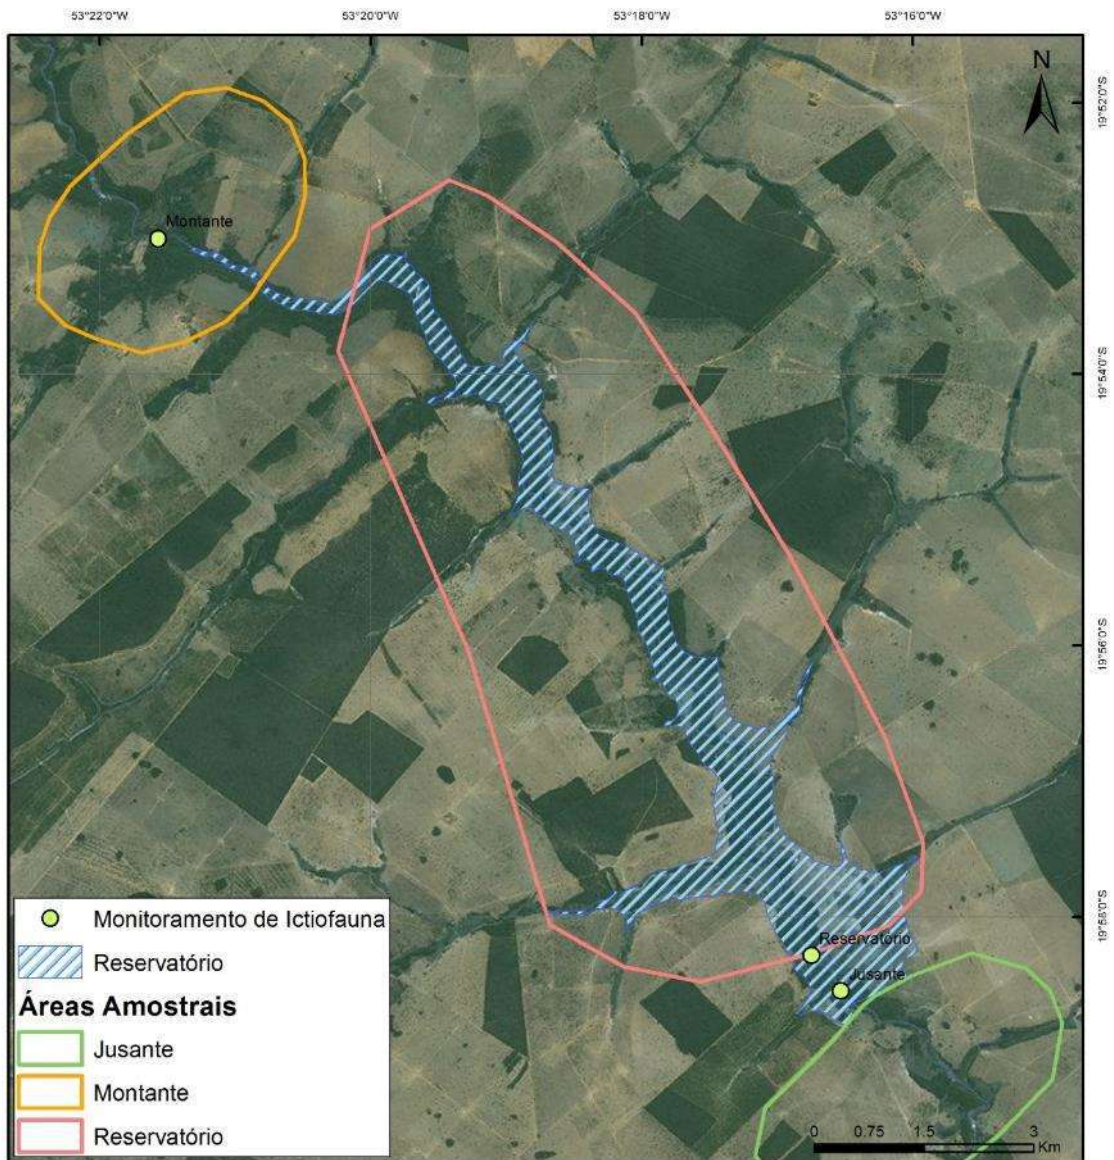 53°22'0"W
53°20'0"W
53°18'0"W
53°16'0"W
N
19°52'0"S
Montante
19°54'0"S
19°56'0"S
19°58'0"S
Reservatório
Jusante
Monitoramento de Ictiofauna
Reservatório
Áreas Amostrais
Jusante
Montante
Reservatório
0 0.75 1.5 3
Km